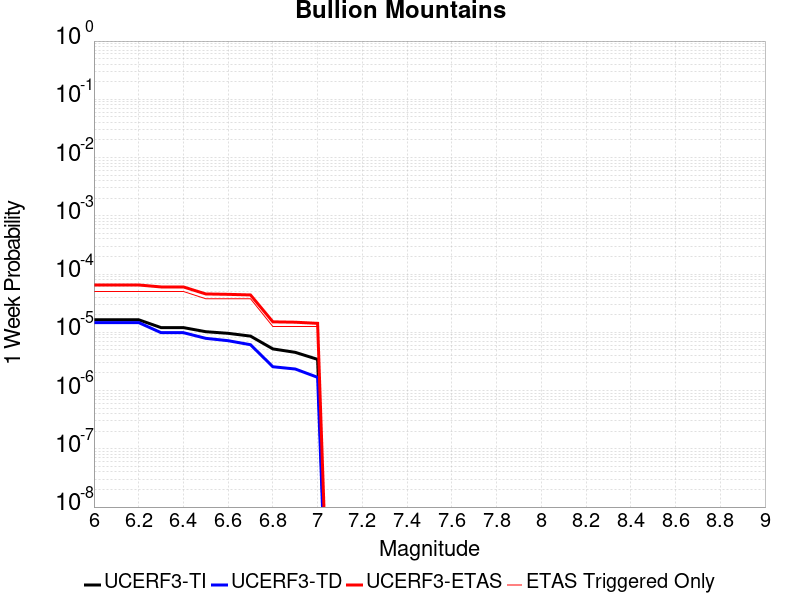 Bullion Mountains
10^0
10^-1
10^-2
10^-3
10^-4
10^-5
10^-6
10^-7
10^-8
1 Week Probability
6 6.2 6.4 6.6 6.8 7 7.2 7.4 7.6 7.8 8 8.2 8.4 8.6 8.8 9
Magnitude
UCERF3-TI UCERF3-TD UCERF3-ETAS ETAS Triggered Only